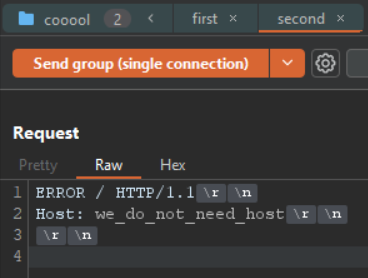 cooool 2 < first × second ×
Send group (single connection)
Request
Pretty Raw Hex
1 ERROR / HTTP/1.1\r \n
2 Host: we_do_not_need_host\r \n
3 \r \n
4